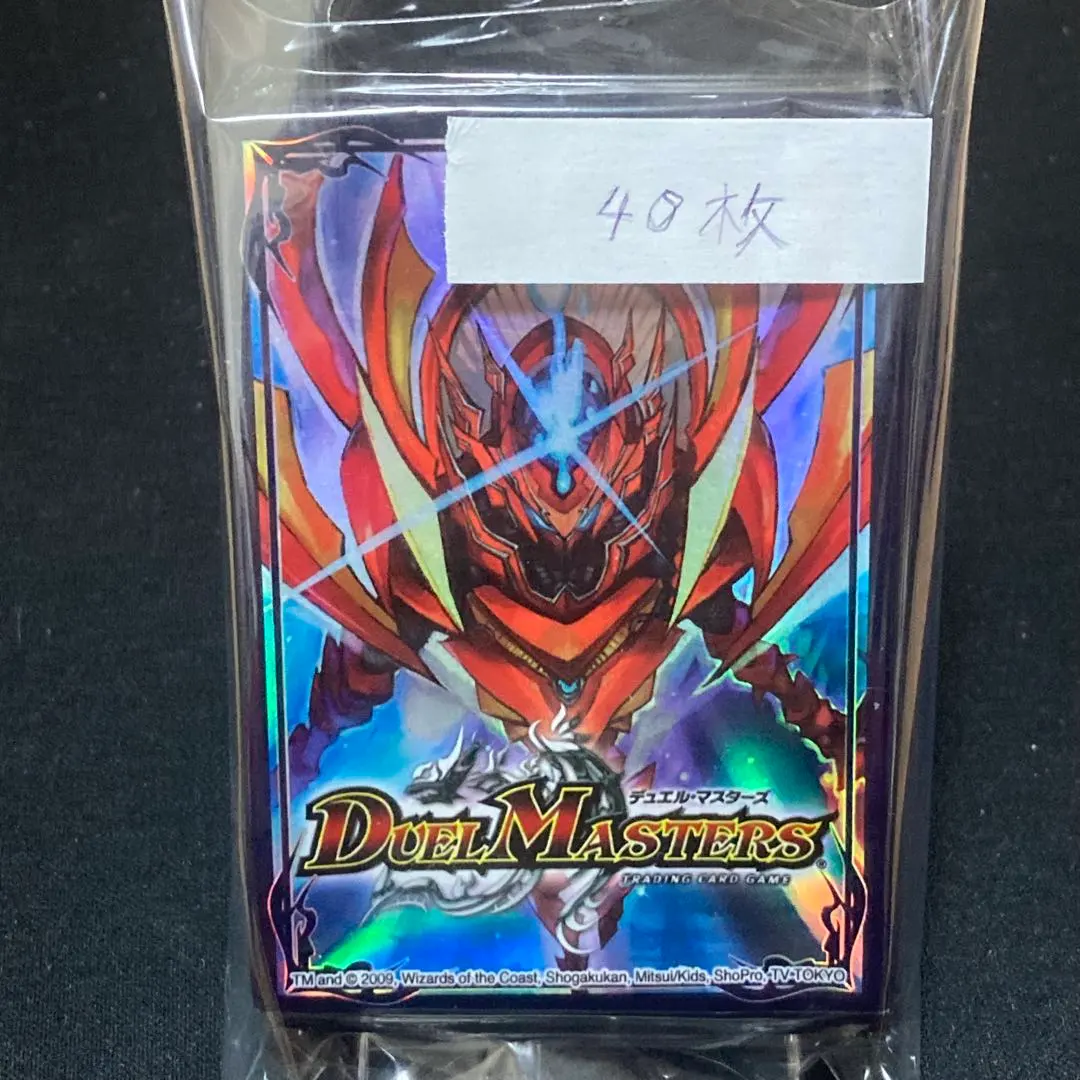 40枚
デュエル・マスターズ
DUEL MASTERS®
TRADING CARD GAME
TM and © 2009, Wizards of the Coast, Shogakukan, Mitsui/Kids, ShoPro, TV-TOKYO